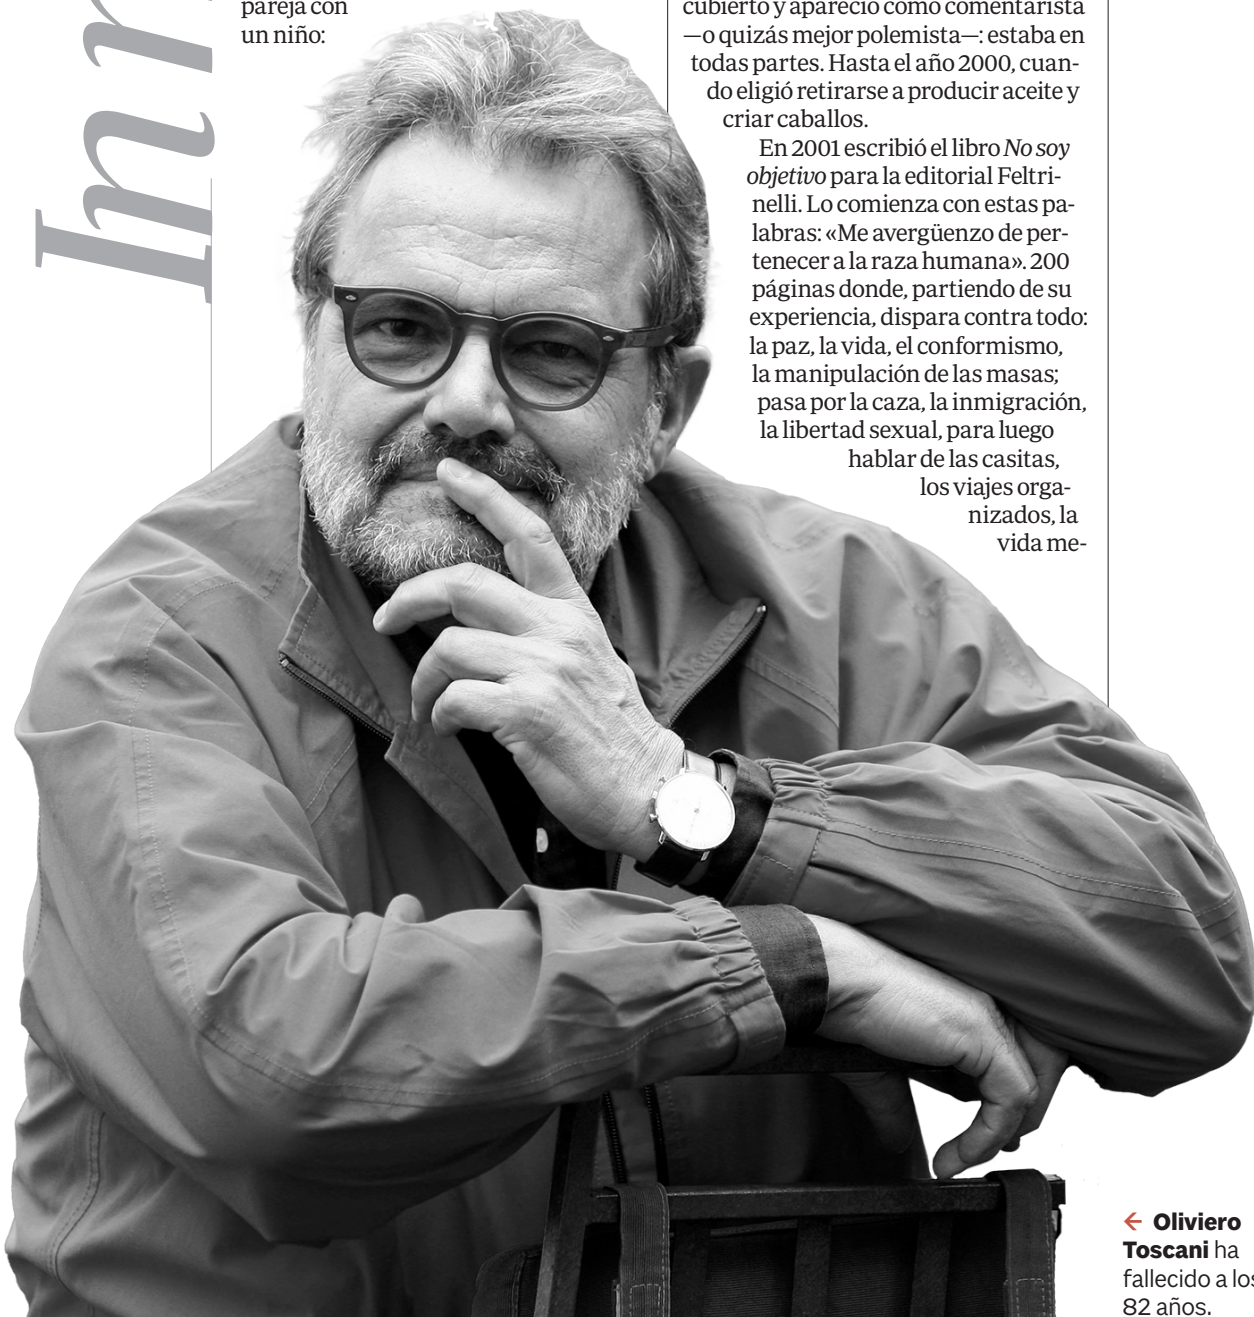 In
pareja con
un niño:
cubierto y apareció como comentarista
—o quizás mejor polemista—: estaba en
todas partes. Hasta el año 2000, cuan-
do eligió retirarse a producir aceite y
criar caballos.
En 2001 escribió el libro No soy
objetivo para la editorial Feltri-
nelli. Lo comienza con estas pa-
labras: «Me avergüenzo de per-
tenecer a la raza humana». 200
páginas donde, partiendo de su
experiencia, dispara contra todo:
la paz, la vida, el conformismo,
la manipulación de las masas;
pasa por la caza, la inmigración,
la libertad sexual, para luego
hablar de las casitas,
los viajes orga-
nizados, la
vida me-
← Oliviero
Toscani ha
fallecido a los
82 años.